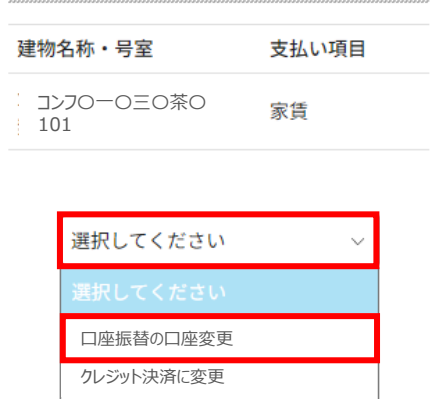 建物名称・号室 支払い項目
コンフ〇ー〇三〇茶〇 家賃
101
選択してください
選択してください
口座振替の口座変更
クレジット決済に変更